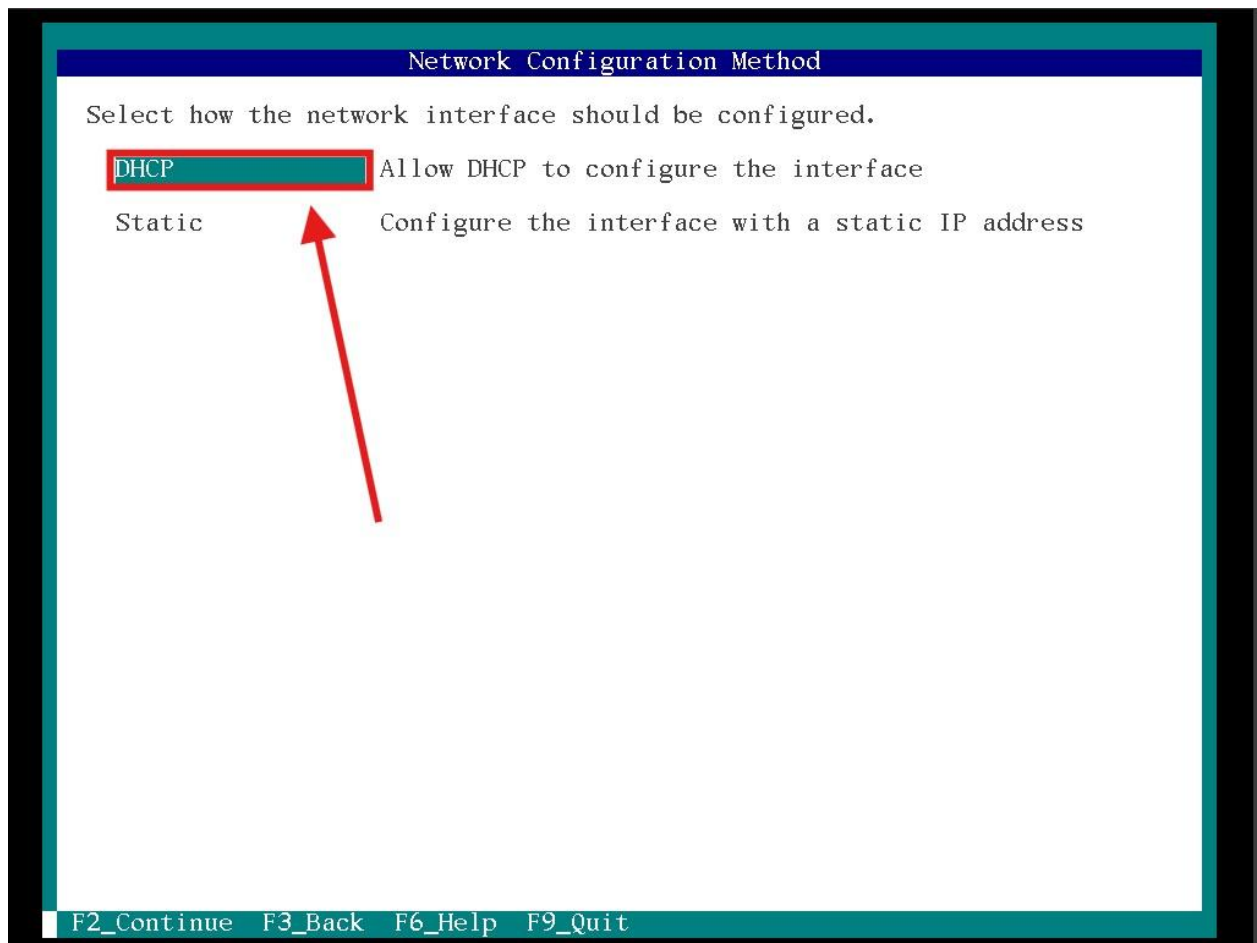 Network Configuration Method
Select how the network interface should be configured.
DHCP Allow DHCP to configure the interface
Static Configure the interface with a static IP address
F2_Continue F3_Back F6_Help F9_Quit